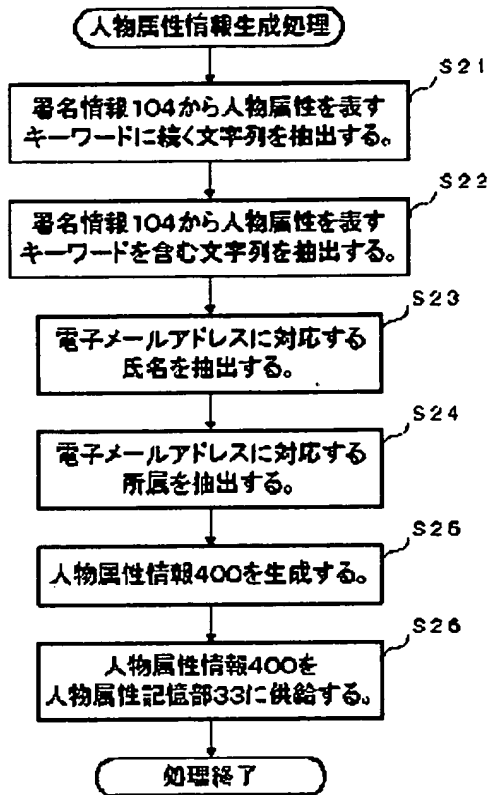 人物属性情報生成処理
S21
署名情報104から人物属性を表す
キーワードに続く文字列を抽出する。
S22
署名情報104から人物属性を表す
キーワードを含む文字列を抽出する。
S23
電子メールアドレスに対応する
氏名を抽出する。
S24
電子メールアドレスに対応する
所属を抽出する。
S25
人物属性情報400を生成する。
S26
人物属性情報400を
人物属性記憶部33に供給する。
処理終了